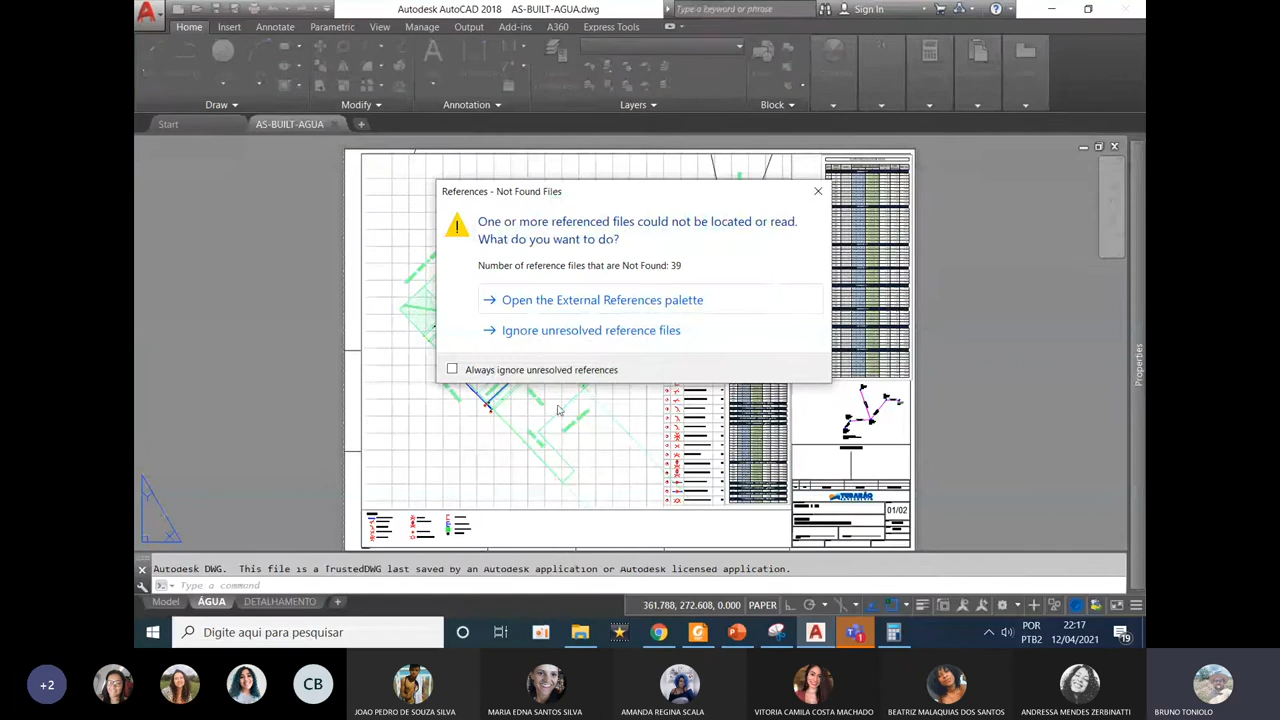 Autodesk AutoCAD 2018 AS-BUILT-AGUA.dwg
Type a keyword or phrase
Sign In
Home Insert Annotate Parametric View Manage Output Add-ins A360 Express Tools
Draw Modify Annotation Layers Block
Start AS-BUILT-AGUA
References - Not Found Files
One or more referenced files could not be located or read.
What do you want to do?
Number of reference files that are Not Found: 39
Open the External References palette
Ignore unresolved reference files
Always ignore unresolved references
Properties
TUBARÃO
01/02
Autodesk DWG. This file is a TrustedDWG last saved by an Autodesk application or Autodesk licensed application.
Type a command
Model ÁGUA DETALHAMENTO
361.788, 272.608, 0.000 PAPER
Digite aqui para pesquisar
POR
PTB2
22:17
12/04/2021
19
+2
CB
JOAO PEDRO DE SOUZA SILVA
MARIA EDNA SANTOS SILVA
AMANDA REGINA SCALA
VITORIA CAMILA COSTA MACHADO
BEATRIZ MALAQUIAS DOS SANTOS
ANDRESSA MENDES ZERBINATTI
BRUNO TONIOLO